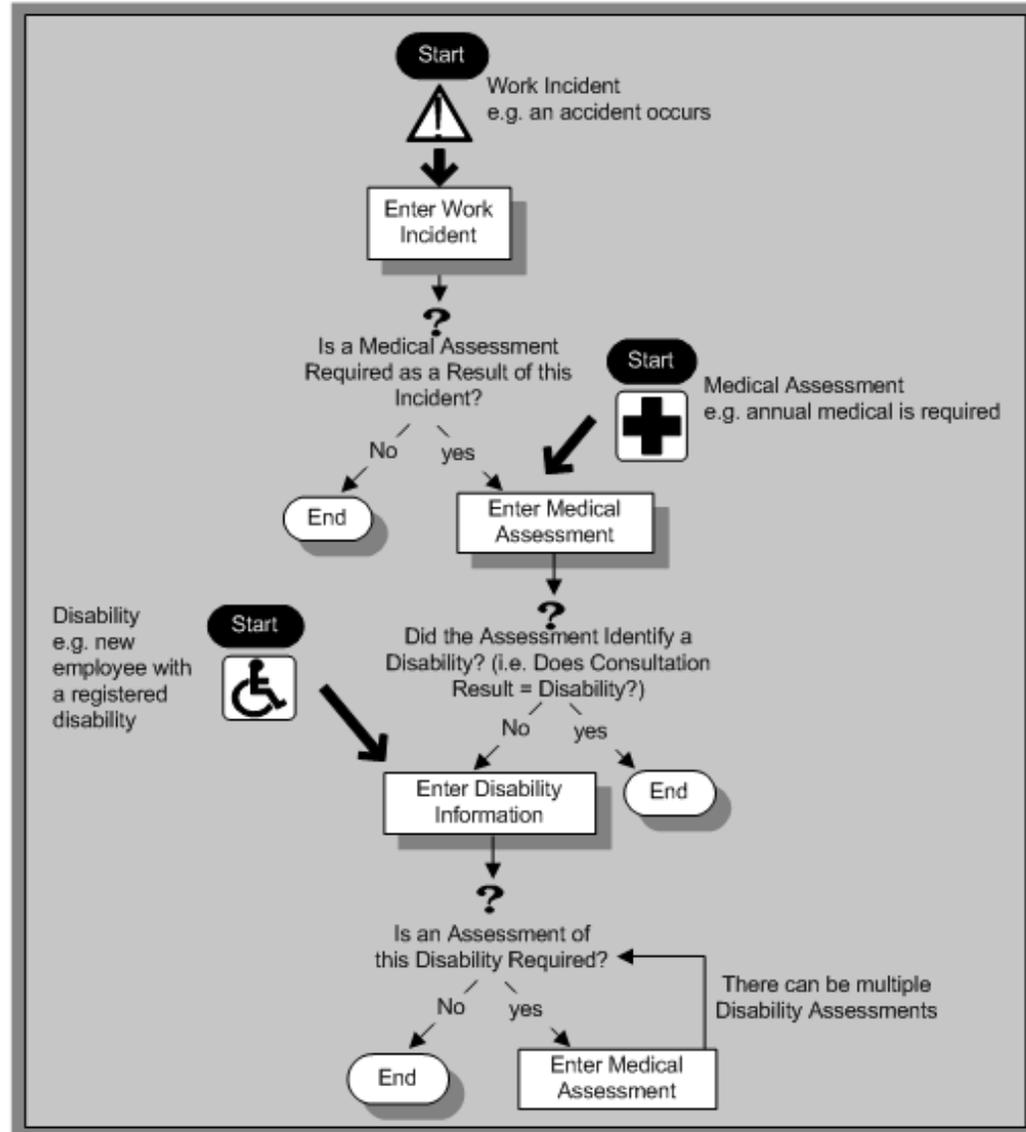 Start
Work Incident
e.g. an accident occurs
Enter Work
Incident
?
Is a Medical Assessment
Required as a Result of this
Incident?
Start
Medical Assessment
e.g. annual medical is required
No
yes
End
Enter Medical
Assessment
Disability
e.g. new
employee with
a registered
disability
Start
?
Did the Assessment Identify a
Disability? (i.e. Does Consultation
Result = Disability?)
No
yes
Enter Disability
Information
End
?
Is an Assessment of
this Disability Required?
There can be multiple
Disability Assessments
No
yes
End
Enter Medical
Assessment